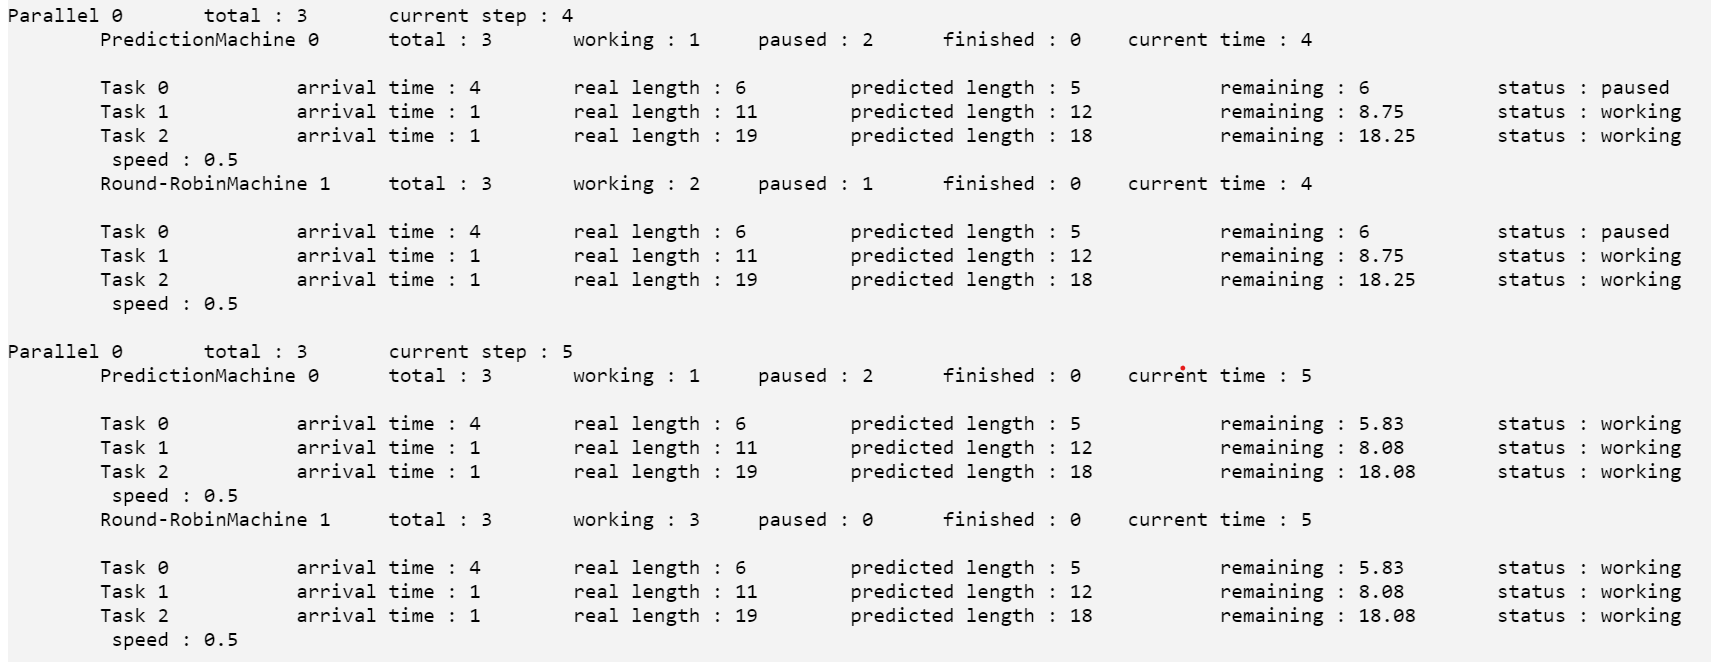 Parallel 0 total : 3 current step : 4
PredictionMachine 0 total : 3 working : 1 paused : 2 finished : 0 current time : 4
Task 0 arrival time : 4 real length : 6 predicted length : 5 remaining : 6 status : paused
Task 1 arrival time : 1 real length : 11 predicted length : 12 remaining : 8.75 status : working
Task 2 arrival time : 1 real length : 19 predicted length : 18 remaining : 18.25 status : working
speed : 0.5
Round-RobinMachine 1 total : 3 working : 2 paused : 1 finished : 0 current time : 4
Task 0 arrival time : 4 real length : 6 predicted length : 5 remaining : 6 status : paused
Task 1 arrival time : 1 real length : 11 predicted length : 12 remaining : 8.75 status : working
Task 2 arrival time : 1 real length : 19 predicted length : 18 remaining : 18.25 status : working
speed : 0.5
Parallel 0 total : 3 current step : 5
PredictionMachine 0 total : 3 working : 1 paused : 2 finished : 0 current time : 5
Task 0 arrival time : 4 real length : 6 predicted length : 5 remaining : 5.83 status : working
Task 1 arrival time : 1 real length : 11 predicted length : 12 remaining : 8.08 status : working
Task 2 arrival time : 1 real length : 19 predicted length : 18 remaining : 18.08 status : working
speed : 0.5
Round-RobinMachine 1 total : 3 working : 3 paused : 0 finished : 0 current time : 5
Task 0 arrival time : 4 real length : 6 predicted length : 5 remaining : 5.83 status : working
Task 1 arrival time : 1 real length : 11 predicted length : 12 remaining : 8.08 status : working
Task 2 arrival time : 1 real length : 19 predicted length : 18 remaining : 18.08 status : working
speed : 0.5